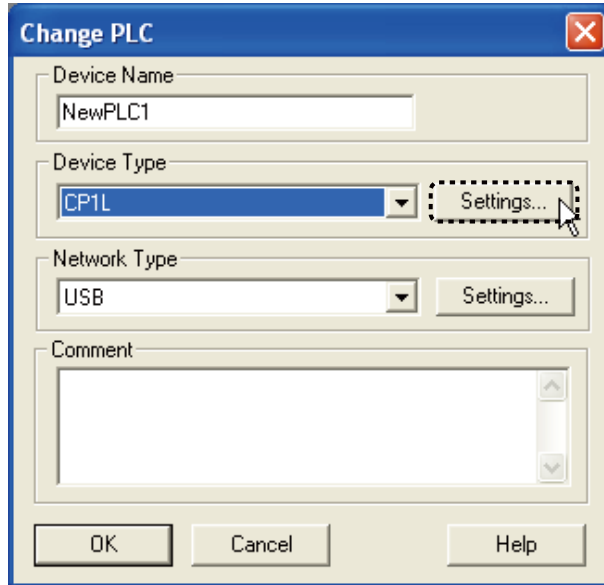 Change PLC
Device Name
NewPLC1
Device Type
CP1L
Settings...
Network Type
USB
Settings...
Comment
OK
Cancel
Help